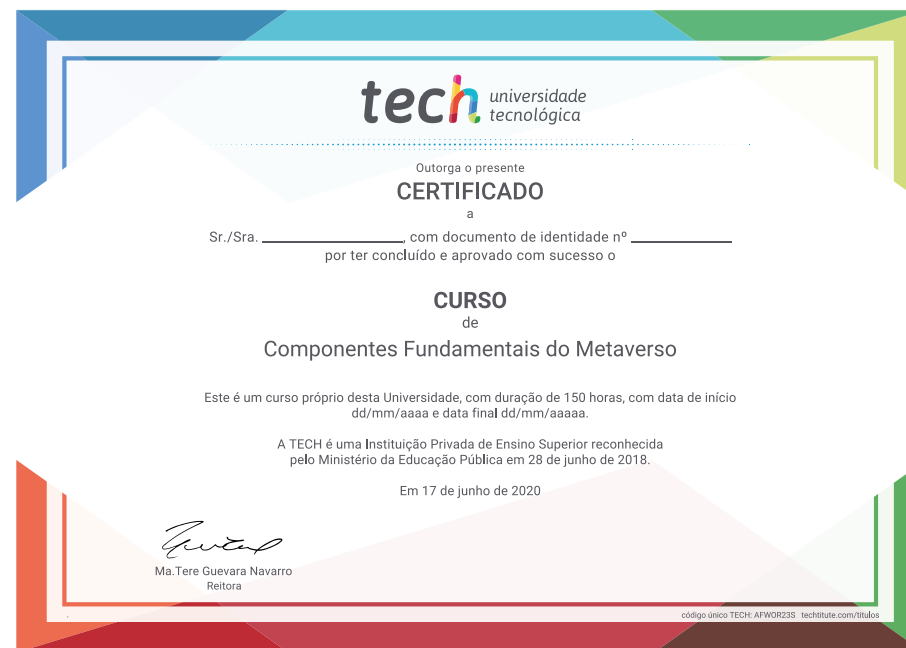 tech universidade
tecnológica
Outorga o presente
CERTIFICADO
a
Sr./Sra. ____________________, com documento de identidade nº ______________
por ter concluído e aprovado com sucesso o
CURSO
de
Componentes Fundamentais do Metaverso
Este é um curso próprio desta Universidade, com duração de 150 horas, com data de início
dd/mm/aaaa e data final dd/mm/aaaaa.
A TECH é uma Instituição Privada de Ensino Superior reconhecida
pelo Ministério da Educação Pública em 28 de junho de 2018.
Em 17 de junho de 2020
Ma.Tere Guevara Navarro
Reitora
código único TECH: AFWOR23S techtitute.com/titulos